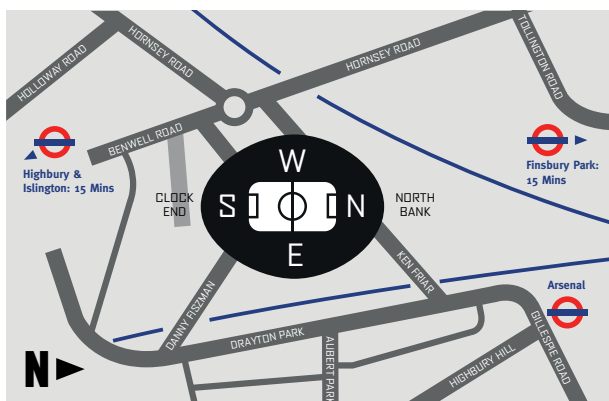 HOLLOWAY ROAD
HORNSEY ROAD
HORNSEY ROAD
TOLLINGTON ROAD
BENWELL ROAD
Highbury &
Islington: 15 Mins
Finsbury Park:
15 Mins
CLOCK
END
W
S
N
E
NORTH
BANK
KEN FRIAR
DANNY FISZMAN
Arsenal
DRAYTON PARK
GILLESPIE ROAD
AUBERT PARK
HIGHBURY HILL
N